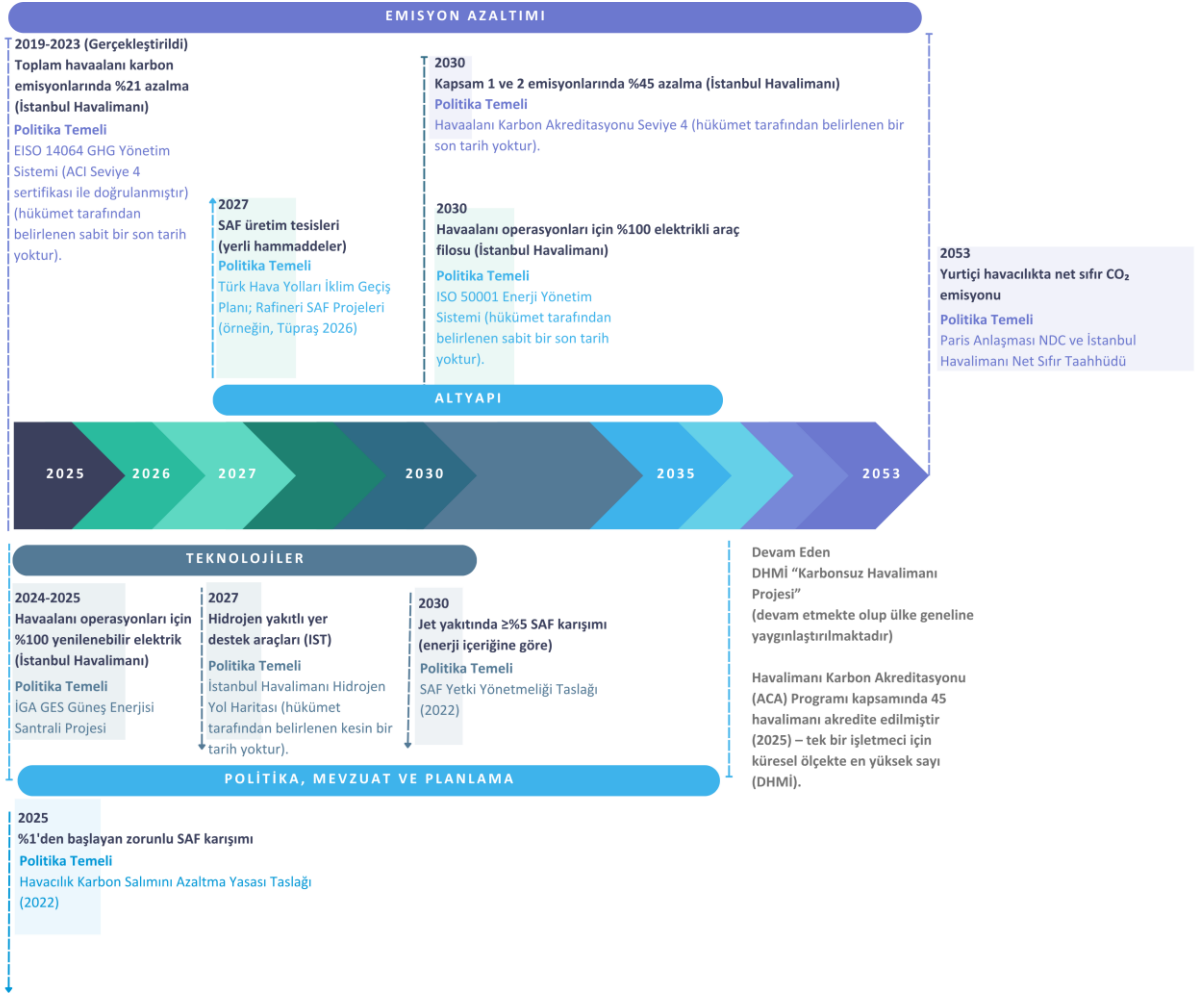 EMISYON AZALTIMI
2019-2023 (Gerçekleştirildi)
Toplam havaalanı karbon
emisyonlarında %21 azalma
(İstanbul Havalimanı)
Politika Temeli
EISO 14064 GHG Yönetim
Sistemi (ACI Seviye 4
sertifikası ile doğrulanmıştır)
(hükümet tarafından
belirlenen sabit bir son tarih
yoktur).
2027
SAF üretim tesisleri
(yerli hammaddeler)
Politika Temeli
Türk Hava Yolları İklim Geçiş
Planı; Rafineri SAF Projeleri
(örneğin, Tüpraş 2026)
2030
Kapsam 1 ve 2 emisyonlarında %45 azalma (İstanbul Havalimanı)
Politika Temeli
Havaalanı Karbon Akreditasyonu Seviye 4 (hükümet tarafından belirlenen bir
son tarih yoktur).
2030
Havaalanı operasyonları için %100 elektrikli araç
filosu (İstanbul Havalimanı)
Politika Temeli
ISO 50001 Enerji Yönetim
Sistemi (hükümet tarafından
belirlenen sabit bir son tarih
yoktur).
2053
Yurtiçi havacılıkta net sıfır CO₂
emisyonu
Politika Temeli
Paris Anlaşması NDC ve İstanbul
Havalimanı Net Sıfır Taahhüdü
ALTYAPI
2025
2026
2027
2030
2035
2053
TEKNOLOJİLER
2024-2025
Havaalanı operasyonları için
%100 yenilenebilir elektrik
(İstanbul Havalimanı)
Politika Temeli
İGA GES Güneş Enerjisi
Santrali Projesi
2027
Hidrojen yakıtlı yer
destek araçları (IST)
Politika Temeli
İstanbul Havalimanı Hidrojen
Yol Haritası (hükümet
tarafından belirlenen kesin bir
tarih yoktur).
2030
Jet yakıtında ≥%5 SAF karışımı
(enerji içeriğine göre)
Politika Temeli
SAF Yetki Yönetmeliği Taslağı
(2022)
Devam Eden
DHMİ “Karbonsuz Havalimanı
Projesi”
(devam etmekte olup ülke geneline
yaygınlaştırılmaktadır)
Havalimanı Karbon Akreditasyonu
(ACA) Programı kapsamında 45
havalimanı akredite edilmiştir
(2025) – tek bir işletmeci için
küresel ölçekte en yüksek sayı
(DHMİ).
POLİTİKA, MEVZUAT VE PLANLAMA
2025
%1'den başlayan zorunlu SAF karışımı
Politika Temeli
Havacılık Karbon Salımını Azaltma Yasası Taslağı
(2022)